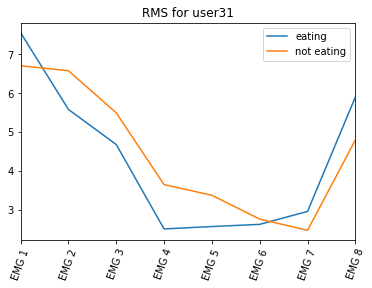 RMS for user31
eating
not eating
7
6
5
4
3
EMG 1
EMG 2
EMG 3
EMG 4
EMG 5
EMG 6
EMG 7
EMG 8